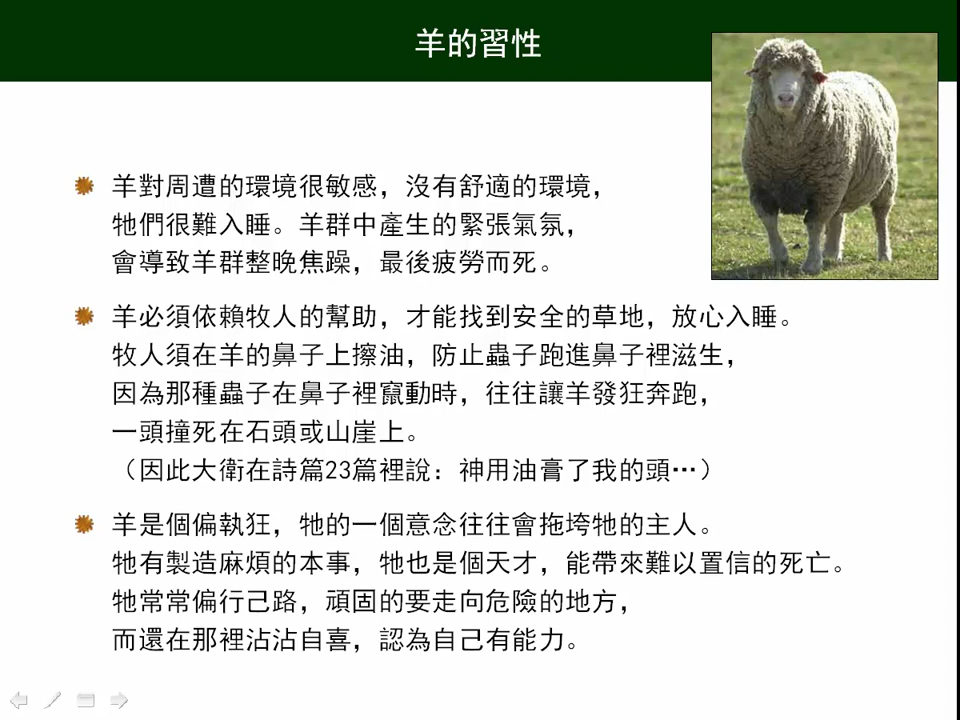 羊的習性
羊對周遭的環境很敏感，沒有舒適的環境，
牠們很難入睡。羊群中產生的緊張氣氛，
會導致羊群整晚焦躁，最後疲勞而死。
羊必須依賴牧人的幫助，才能找到安全的草地，放心入睡。
牧人須在羊的鼻子上擦油，防止蟲子跑進鼻子裡滋生，
因為那種蟲子在鼻子裡竄動時，往往讓羊發狂奔跑，
一頭撞死在石頭或山崖上。
（因此大衛在詩篇23篇裡說：神用油膏了我的頭…）
羊是個偏執狂，牠的一個意念往往會拖垮牠的主人。
牠有製造麻煩的本事，牠也是個天才，能帶來難以置信的死亡。
牠常常偏行己路，頑固的要走向危險的地方，
而還在那裡沾沾自喜，認為自己有能力。